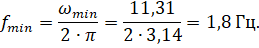 f_min = ω_min / (2 · π) = 11,31 / (2 · 3,14) = 1,8 Гц.